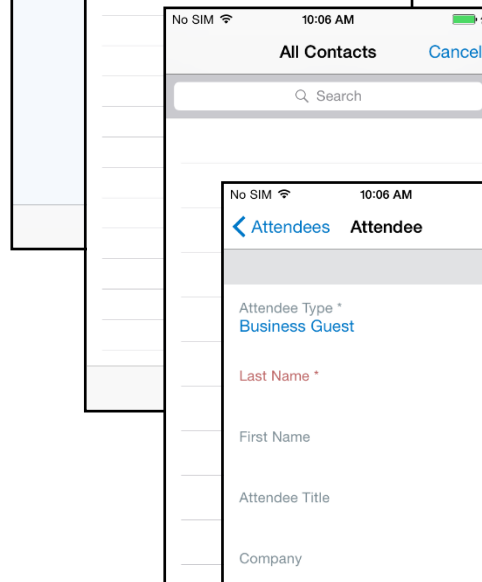 No SIM 10:06 AM
All Contacts Cancel
Search
No SIM 10:06 AM
Attendees Attendee
Attendee Type *
Business Guest
Last Name *
First Name
Attendee Title
Company